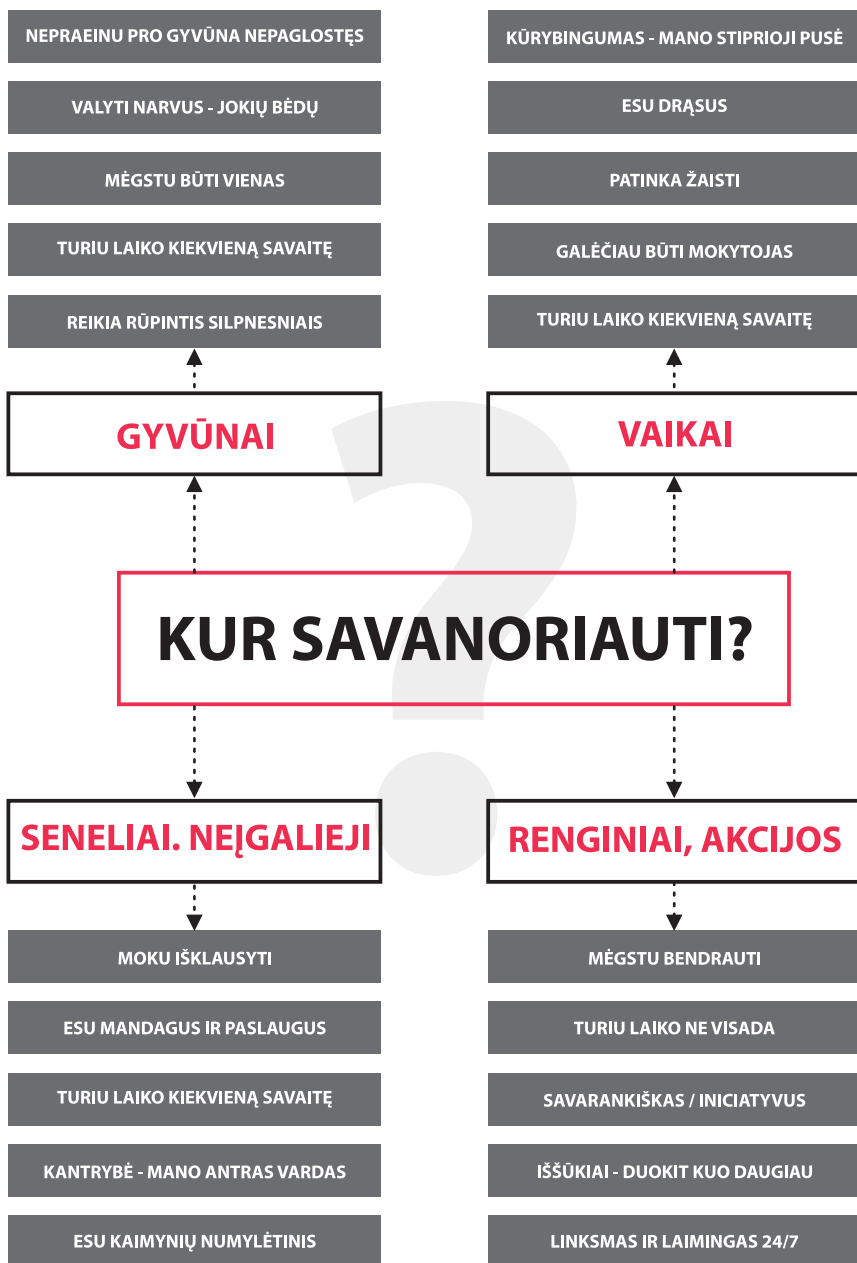 NEPRAEINU PRO GYVŪNA NEPAGLOSTĘS
VALYTI NARVUS - JOKIŲ BĖDŲ
MĖGSTU BŪTI VIENAS
TURIU LAIKO KIEKVIENĄ SAVAITĘ
REIKIA RŪPINTIS SILPNESNIAIS
GYVŪNAI
KŪRYBINGUMAS - MANO STIPRIOJI PUSĖ
ESU DRĄSUS
PATINKA ŽAISTI
GALĖČIAU BŪTI MOKYTOJAS
TURIU LAIKO KIEKVIENĄ SAVAITĘ
VAIKAI
?
KUR SAVANORIAUTI?
SENELIAI. NEĮGALIEJI
MOKU IŠKLAUSYTI
ESU MANDAGUS IR PASLAUGUS
TURIU LAIKO KIEKVIENĄ SAVAITĘ
KANTRYBĖ - MANO ANTRAS VARDAS
ESU KAIMYNIŲ NUMYLĖTINIS
RENGINIAI, AKCIJOS
MĖGSTU BENDRAUTI
TURIU LAIKO NE VISADA
SAVARANKIŠKAS / INICIATYVUS
IŠŠŪKIAI - DUOKIT KUO DAUGIAU
LINKSMAS IR LAIMINGAS 24/7